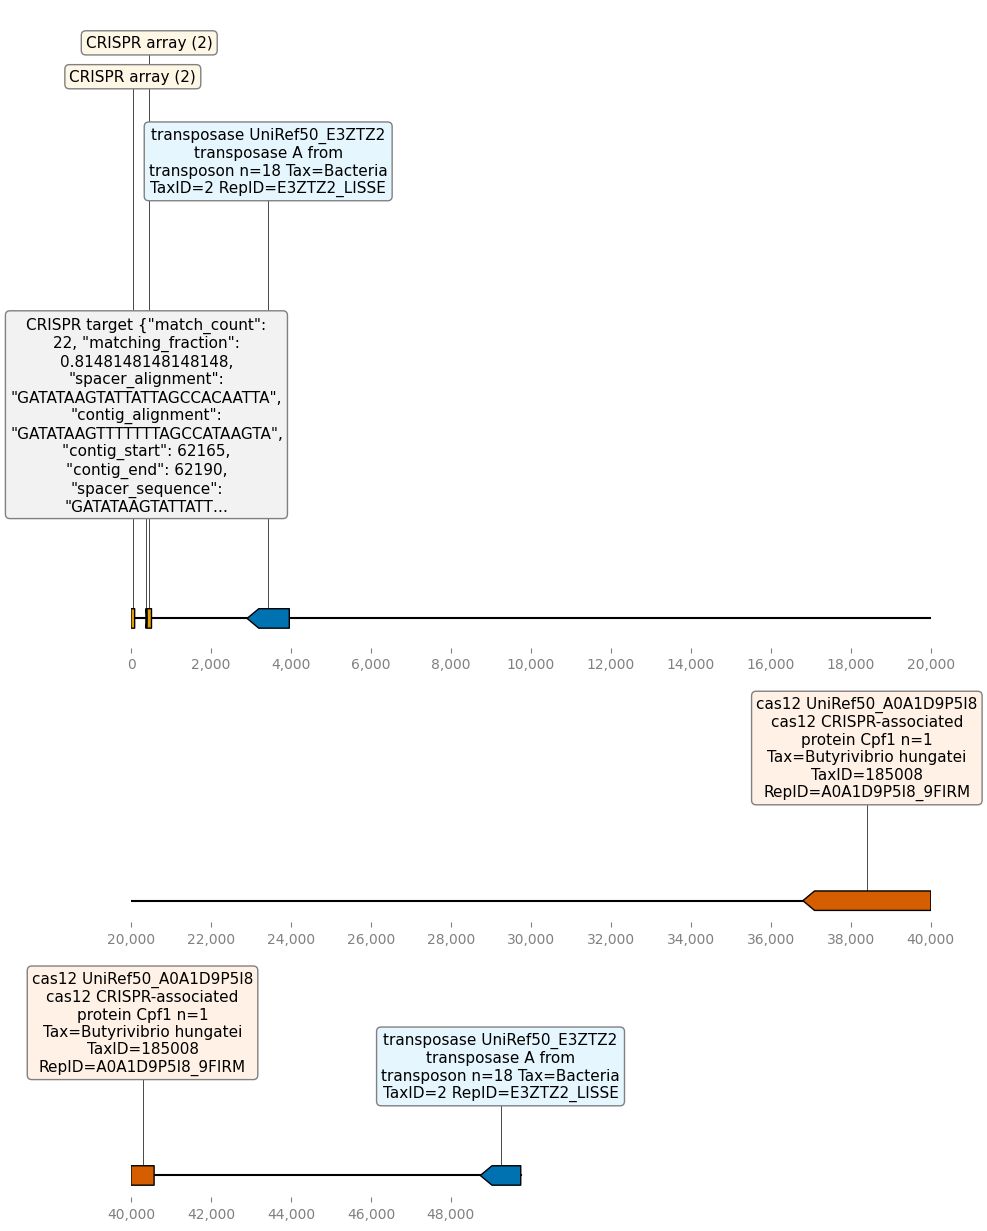 CRISPR array (2)
CRISPR array (2)
transposase UniRef50_E3ZTZ2
transposase A from
transposon n=18 Tax=Bacteria
TaxID=2 RepID=E3ZTZ2_LISSE
CRISPR target {"match_count":
22, "matching_fraction":
0.8148148148148148,
"spacer_alignment":
"GATATAAGTATTATTAGCCACAATTA",
"contig_alignment":
"GATATAAGTTTTTTTAGCCATAAGTA",
"contig_start": 62165,
"contig_end": 62190,
"spacer_sequence":
"GATATAAGTATTATT...
0 2,000 4,000 6,000 8,000 10,000 12,000 14,000 16,000 18,000 20,000
cas12 UniRef50_A0A1D9P5I8
cas12 CRISPR-associated
protein Cpf1 n=1
Tax=Butyrivibrio hungatei
TaxID=185008
RepID=A0A1D9P5I8_9FIRM
20,000 22,000 24,000 26,000 28,000 30,000 32,000 34,000 36,000 38,000 40,000
cas12 UniRef50_A0A1D9P5I8
cas12 CRISPR-associated
protein Cpf1 n=1
Tax=Butyrivibrio hungatei
TaxID=185008
RepID=A0A1D9P5I8_9FIRM
transposase UniRef50_E3ZTZ2
transposase A from
transposon n=18 Tax=Bacteria
TaxID=2 RepID=E3ZTZ2_LISSE
40,000 42,000 44,000 46,000 48,000